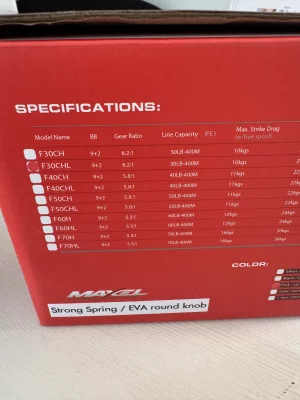 SPECIFICATIONS:
Model Name BB Gear Ratio Line Capacity (PE) Max. Strike Drag
F30CH 9+2 6.2:1 30LB-400M 10kgs
F30CHL 9+2 6.2:1 30LB-400M 10kgs
F40CH 9+2 5.8:1 40LB-400M 11kgs
F40CHL 9+2 5.8:1 40LB-400M 11kgs
F50CH 9+2 5.8:1 50LB-400M 11kgs
F50CHL 9+2 5.8:1 50LB-400M 11kgs
F60H 9+2 5.3:1 60LB-400M 12kgs
F60HL 9+2 5.3:1 60LB-400M 12kgs
F70H 9+2 5.3:1 70LB-400M 16kgs
F70HL 9+2 5.3:1 70LB-400M 16kgs
COLOR:
MAXEL
Strong Spring / EVA round knob